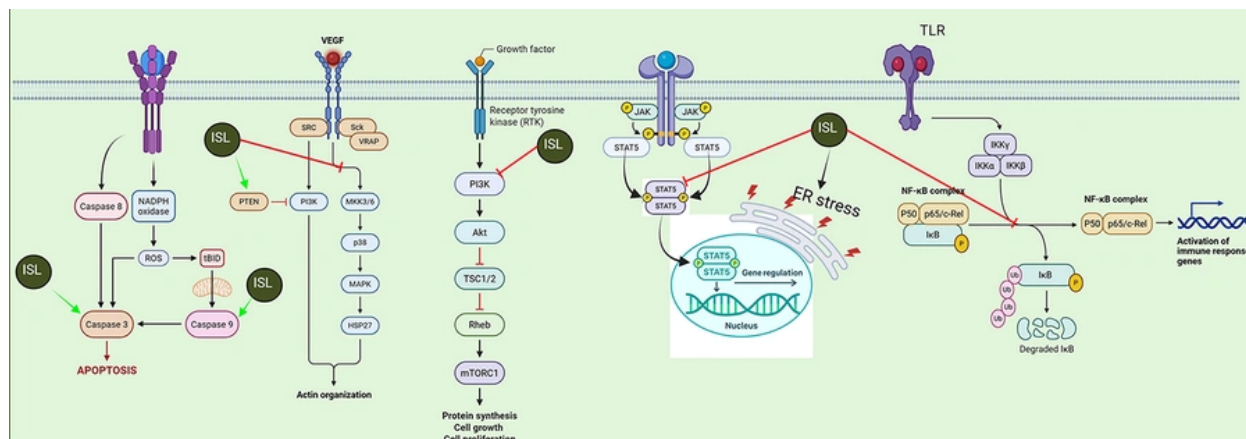 Caspase 8
NADPH
oxidase
ROS
tBID
ISL
ISL
Caspase 3
Caspase 9
APOPTOSIS
VEGF
SRC
Sck
VRAP
ISL
PTEN
PI3K
MKK3/6
p38
MAPK
HSP27
Actin organization
Growth factor
Receptor tyrosine
kinase (RTK)
ISL
PI3K
Akt
TSC1/2
Rheb
mTORC1
Protein synthesis
Cell growth
Cell proliferation
P
JAK
JAK
P
P
P
STAT5
STAT5
ISL
STAT5
P
P
STAT5
ER stress
STAT5
P
P
STAT5
Gene regulation
Nucleus
TLR
IKKγ
IKKα
IKKβ
NF-κB complex
P50
p65/c-Rel
IκB
P
NF-κB complex
P50
p65/c-Rel
Activation of
immune response
genes
Ub
IκB
P
Ub
Ub
Ub
Degraded IκB